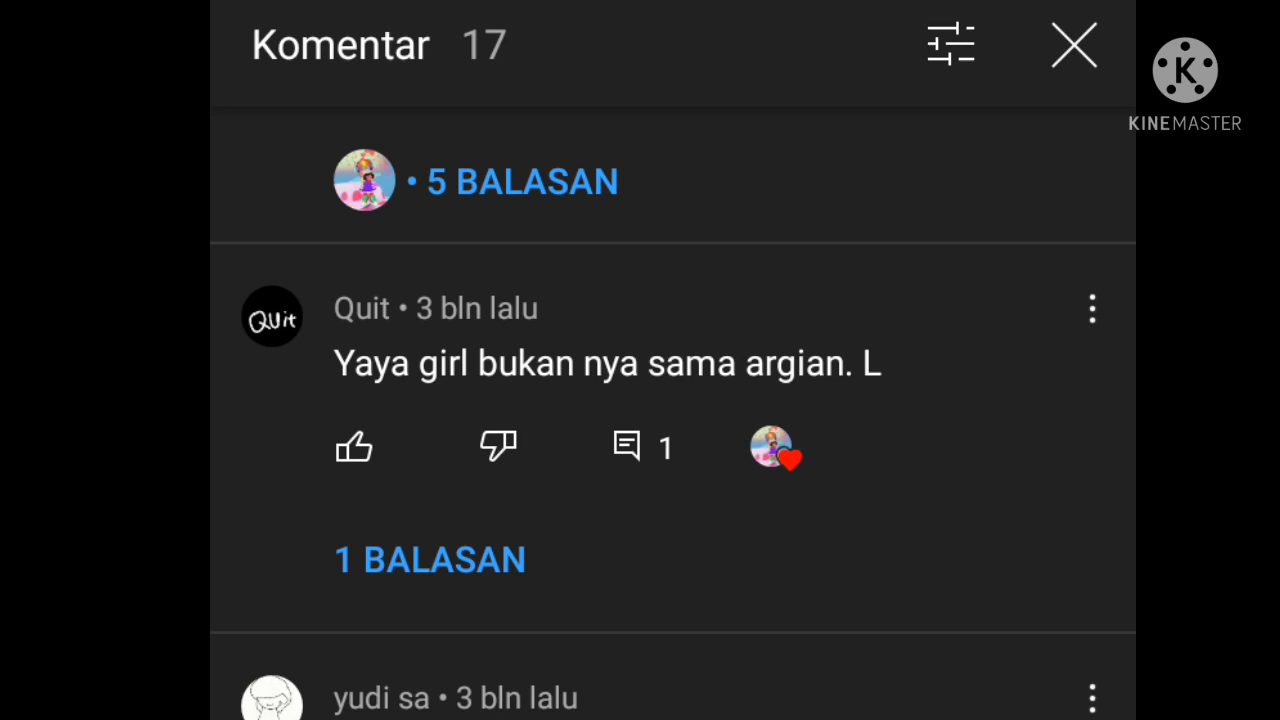 Komentar 17
KINEMASTER
• 5 BALASAN
Quit
Quit • 3 bln lalu
Yaya girl bukan nya sama argian. L
1
1 BALASAN
yudi sa • 3 bln lalu